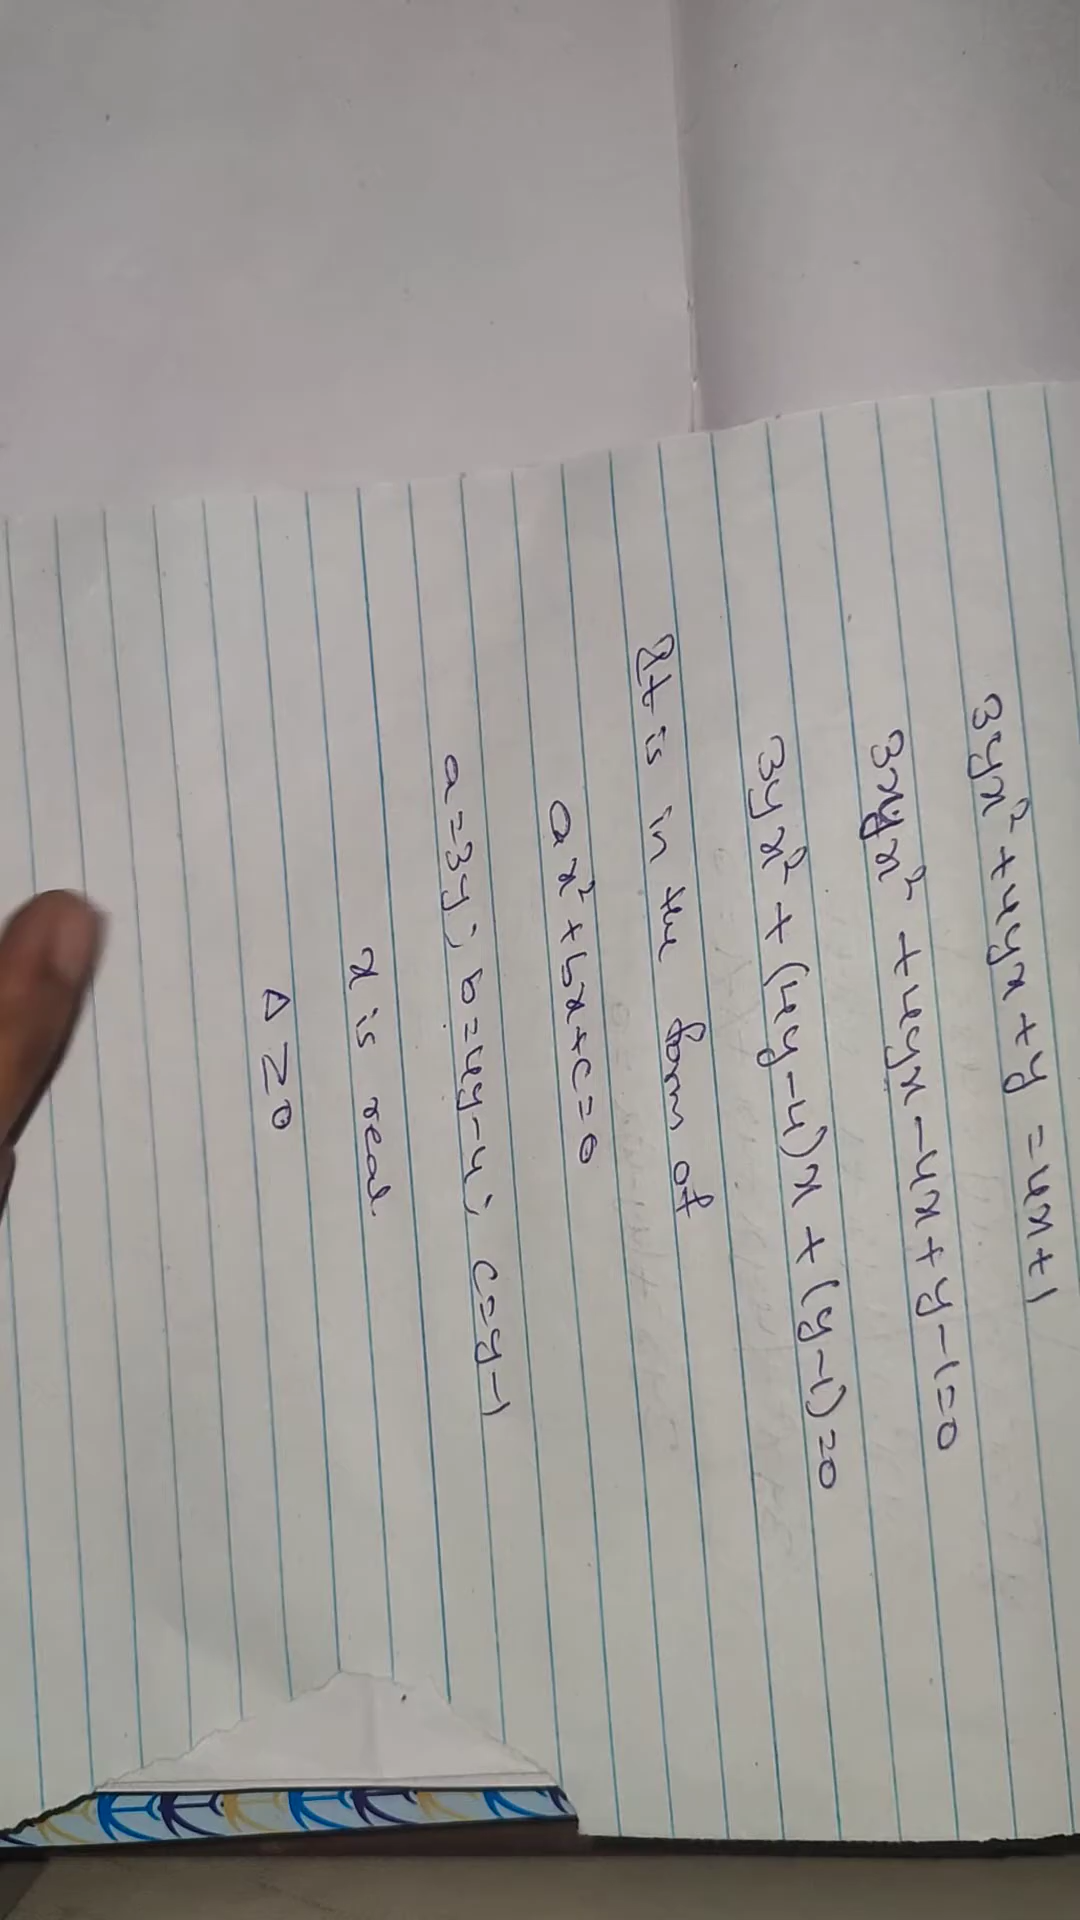 3yx² + 4yx + y = 4x+1
3yx² + 4yx - 4x + y - 1 = 0
3yx² + (4y-4)x + (y-1) = 0
It is in the form of
ax² + bx + c = 0
a = 3y; b = 4y-4; c = y-1
x is real.
Δ ≥ 0